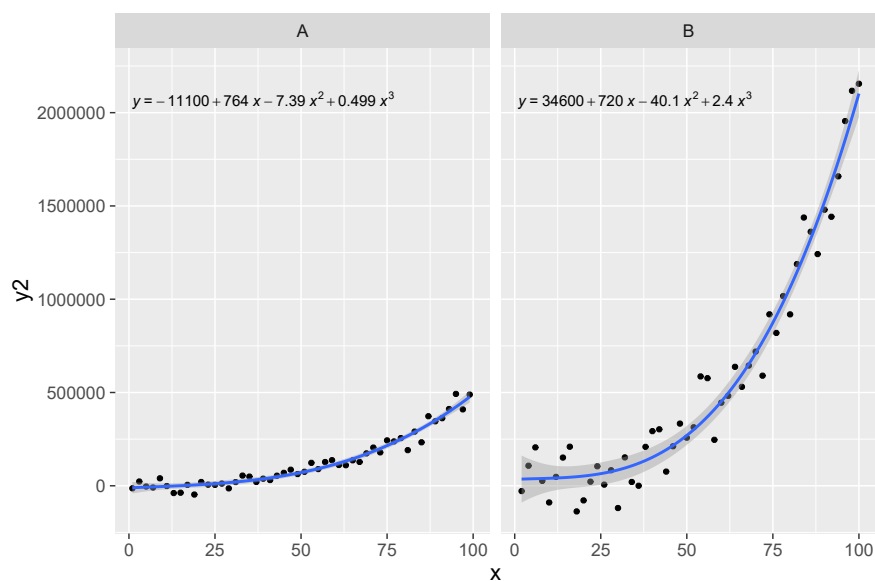 A
B
y = − 11100 + 764 x − 7.39 x² + 0.499 x³
y = 34600 + 720 x − 40.1 x² + 2.4 x³
2000000
1500000
1000000
500000
0
y2
0 25 50 75 100
0 25 50 75 100
x